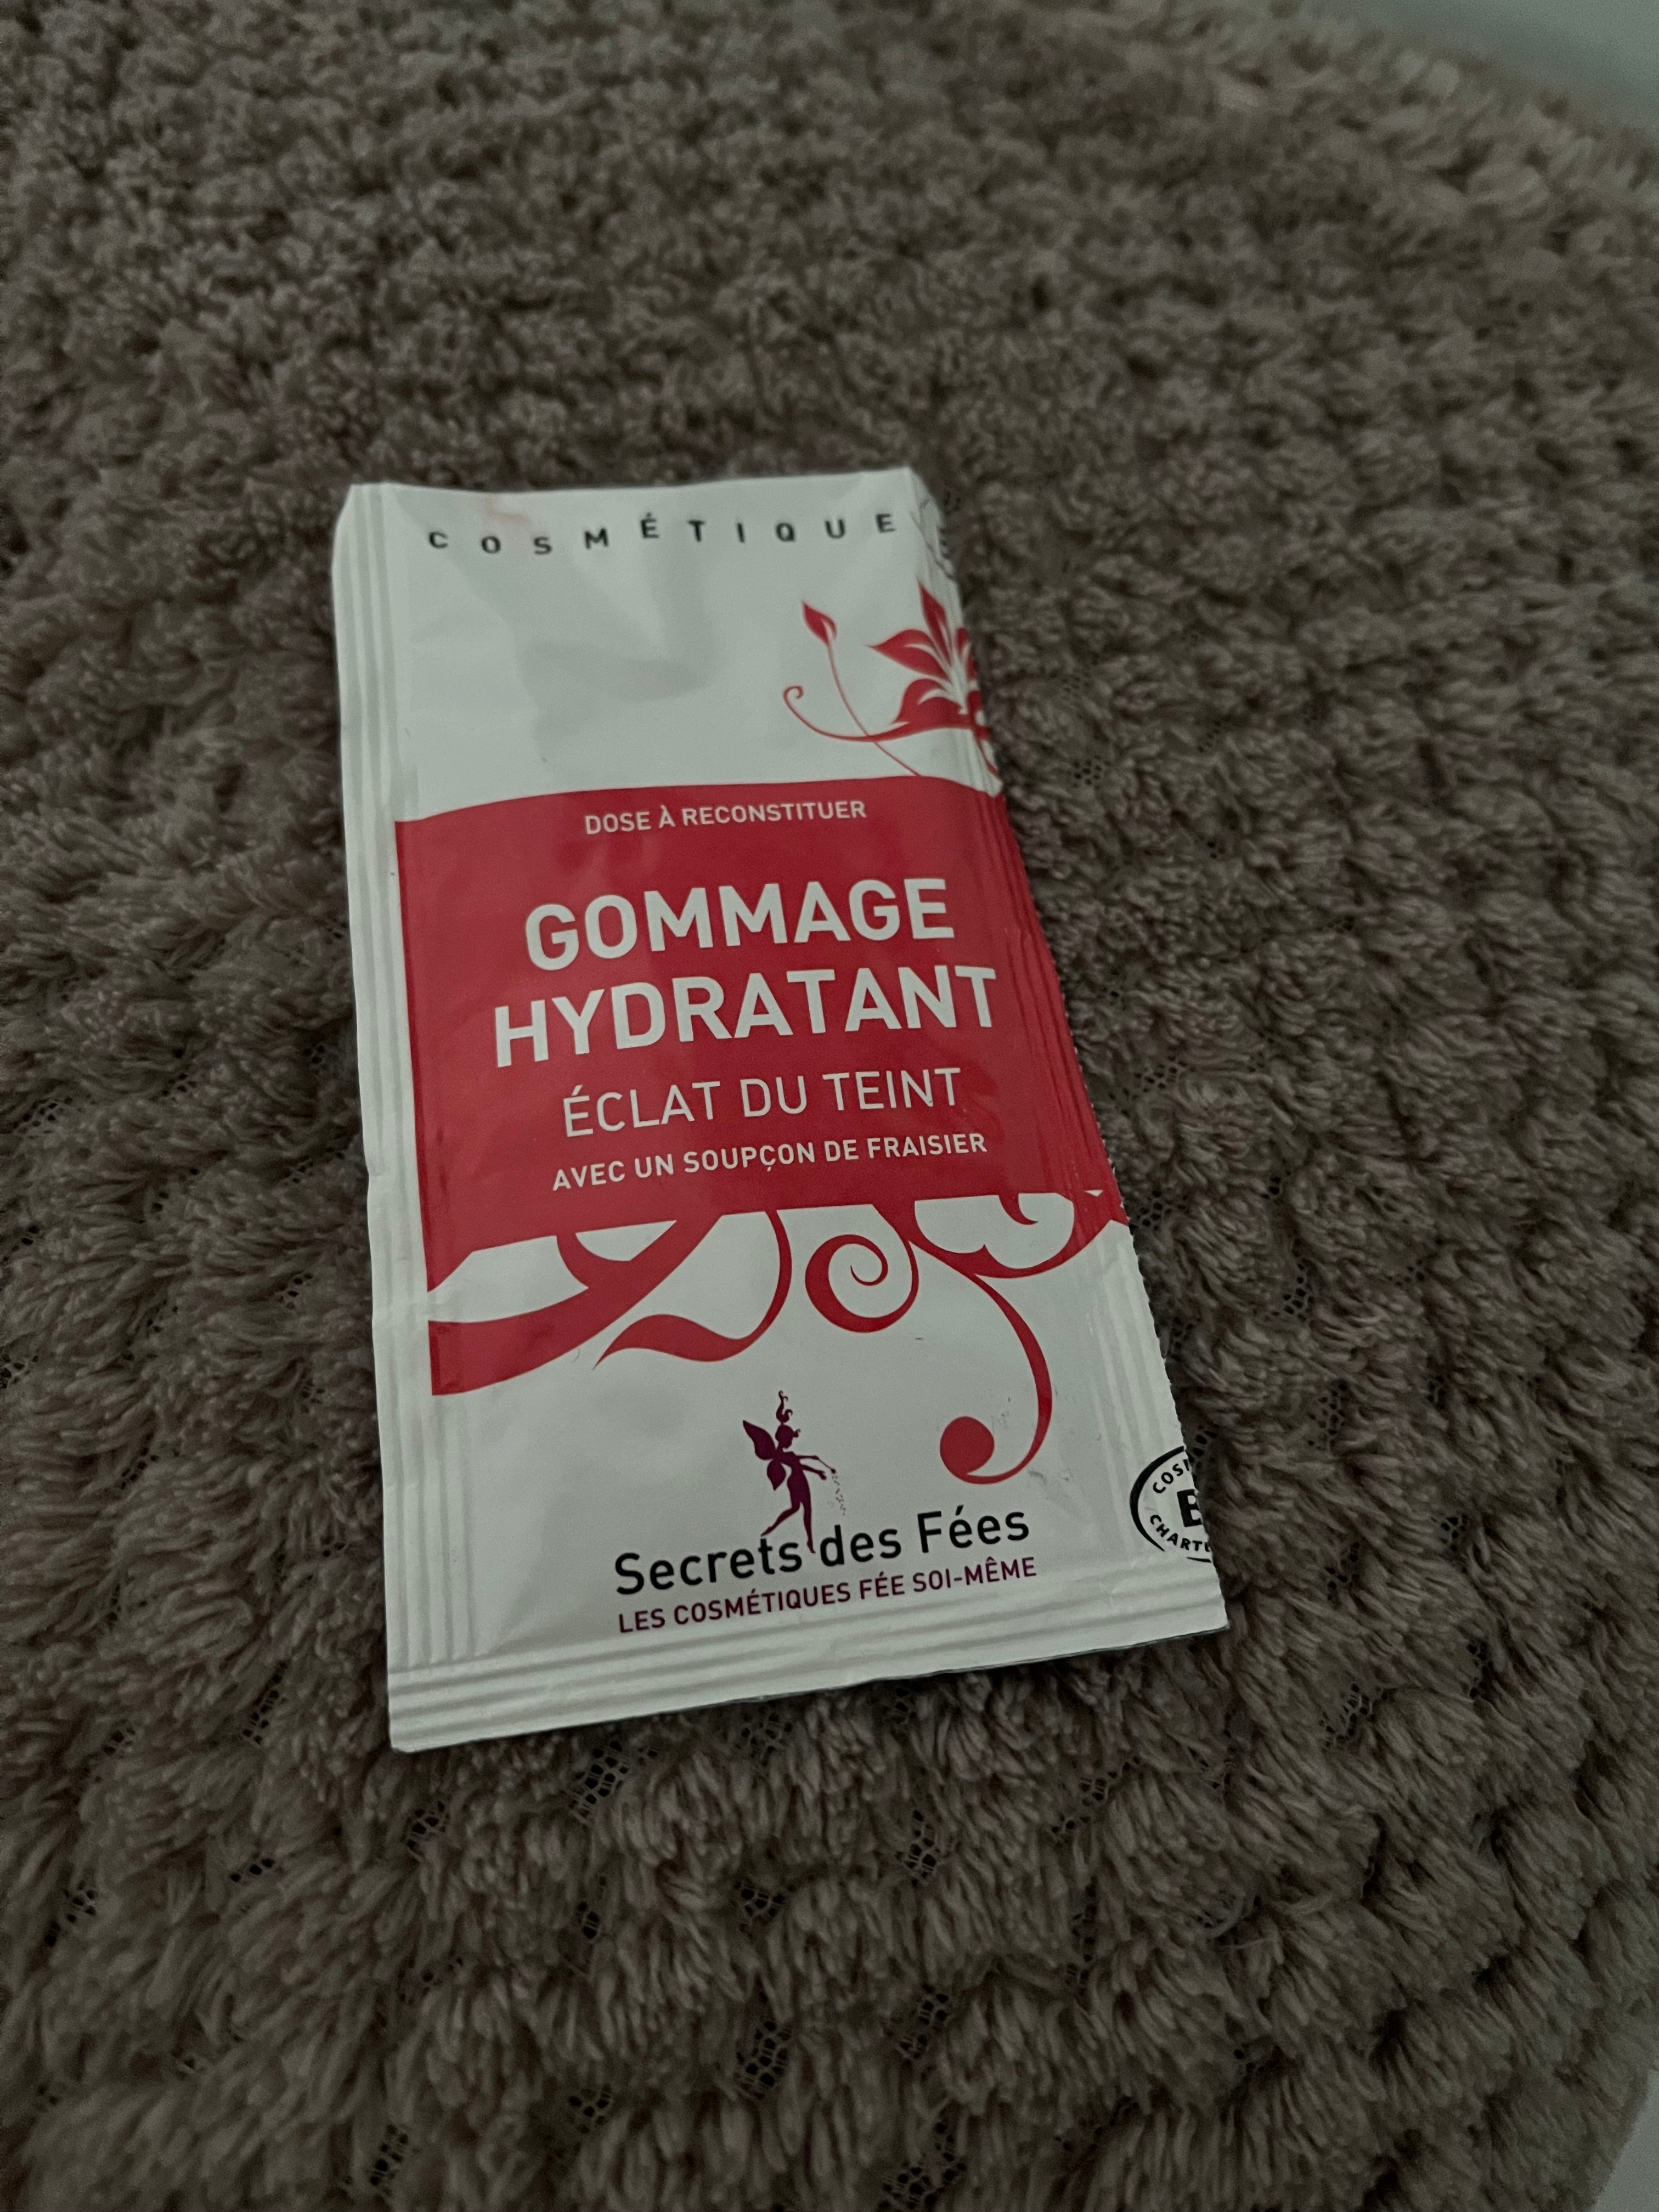 COSMÉTIQUE
DOSE À RECONSTITUER
GOMMAGE
HYDRATANT
ÉCLAT DU TEINT
AVEC UN SOUPÇON DE FRAISIER
Secrets des Fées
LES COSMÉTIQUES FÉE SOI-MÊME